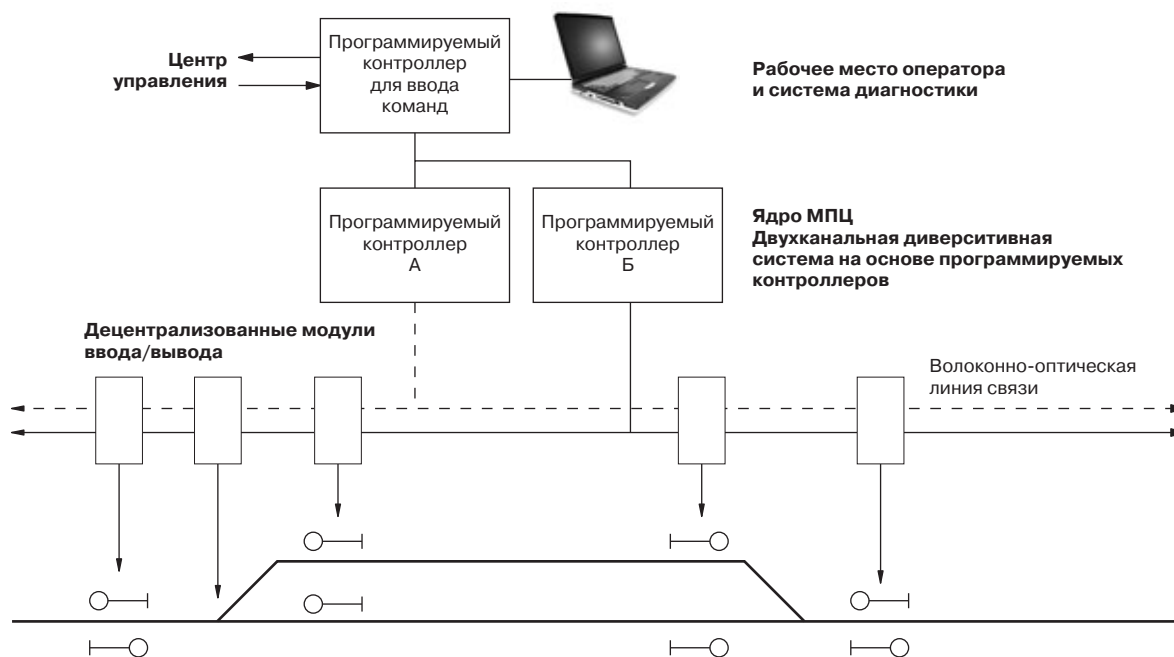 Программируемый
контроллер
для ввода
команд
Центр
управления
Рабочее место оператора
и система диагностики
Программируемый
контроллер
А
Программируемый
контроллер
Б
Ядро МПЦ
Двухканальная диверситивная
система на основе программируемых
контроллеров
Децентрализованные модули
ввода/вывода
Волоконно-оптическая
линия связи